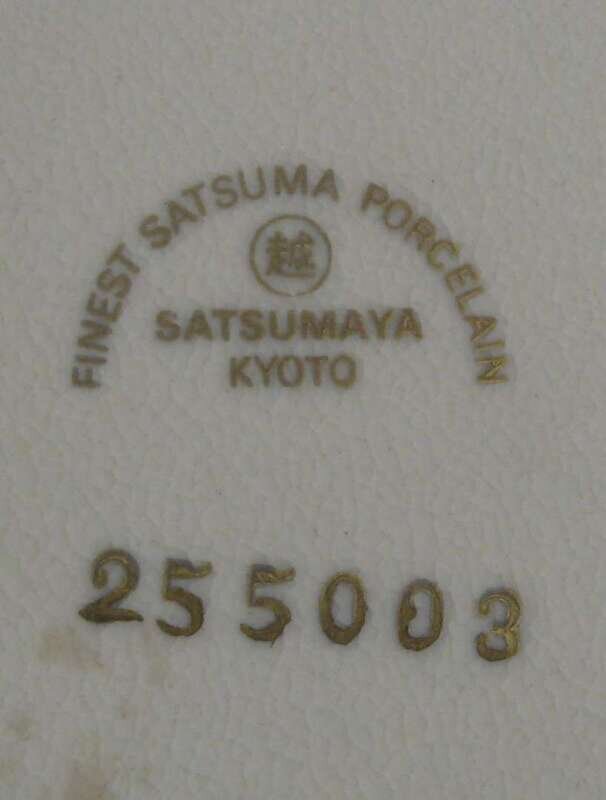 FINEST SATSUMA PORCELAIN
越
SATSUMAYA
KYOTO
255003